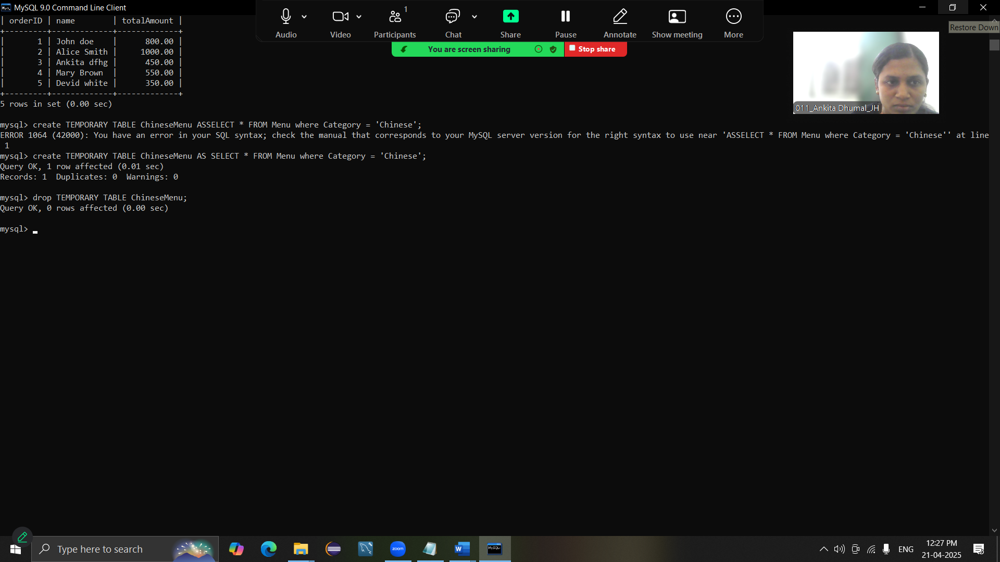 MySQL 9.0 Command Line Client
| orderID | name        | totalAmount |
+---------+-------------+-------------+
|       1 | John doe    |      800.00 |
|       2 | Alice Smith |     1000.00 |
|       3 | Ankita dfhg |      450.00 |
|       4 | Mary Brown  |      550.00 |
|       5 | Devid white |      350.00 |
+---------+-------------+-------------+
5 rows in set (0.00 sec)
mysql> create TEMPORARY TABLE ChineseMenu ASSELECT * FROM Menu where Category = 'Chinese';
ERROR 1064 (42000): You have an error in your SQL syntax; check the manual that corresponds to your MySQL server version for the right syntax to use near 'ASSELECT * FROM Menu where Category = 'Chinese'' at line
1
mysql> create TEMPORARY TABLE ChineseMenu AS SELECT * FROM Menu where Category = 'Chinese';
Query OK, 1 row affected (0.01 sec)
Records: 1  Duplicates: 0  Warnings: 0
mysql> drop TEMPORARY TABLE ChineseMenu;
Query OK, 0 rows affected (0.00 sec)
mysql>
1
Audio Video Participants Chat Share Pause Annotate Show meeting More
You are screen sharing
Stop share
Restore Down
011_Ankita Dhumal_JH
Type here to search
zoom
W
MySQL
ENG
12:27 PM
21-04-2025